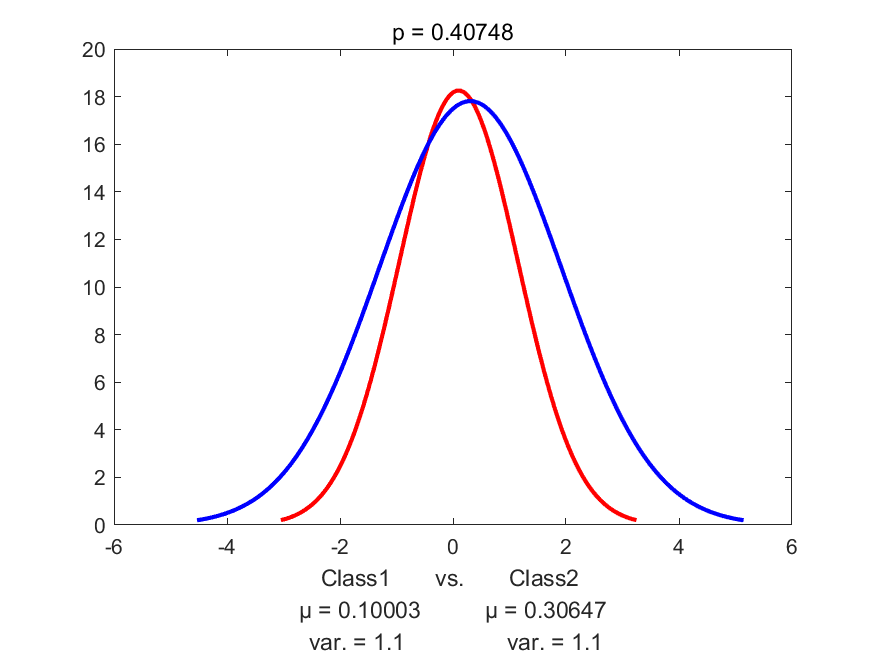 p = 0.40748
20
18
16
14
12
10
8
6
4
2
0
-6 -4 -2 0 2 4 6
Class1 vs. Class2
μ = 0.10003 μ = 0.30647
var. = 1.1 var. = 1.1